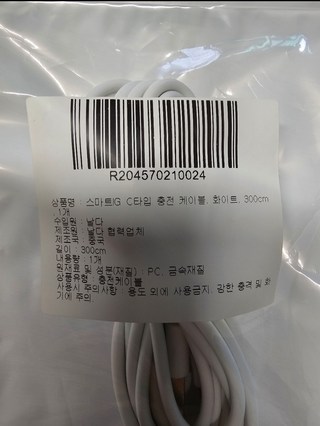 R204570210024
상품명 : 스마트IG C타입 충전 케이블, 화이트, 300cm
, 1개
수입원 : 날다
제조원 : 날다 협력업체
제조국 : 중국
길이 : 300cm
내용량 : 1개
원재료 및 성분(재질) : PC, 금속재질
상품유형 : 충전케이블
사용시 주의사항 : 용도 외에 사용금지, 강한 충격 및 화
기에 주의